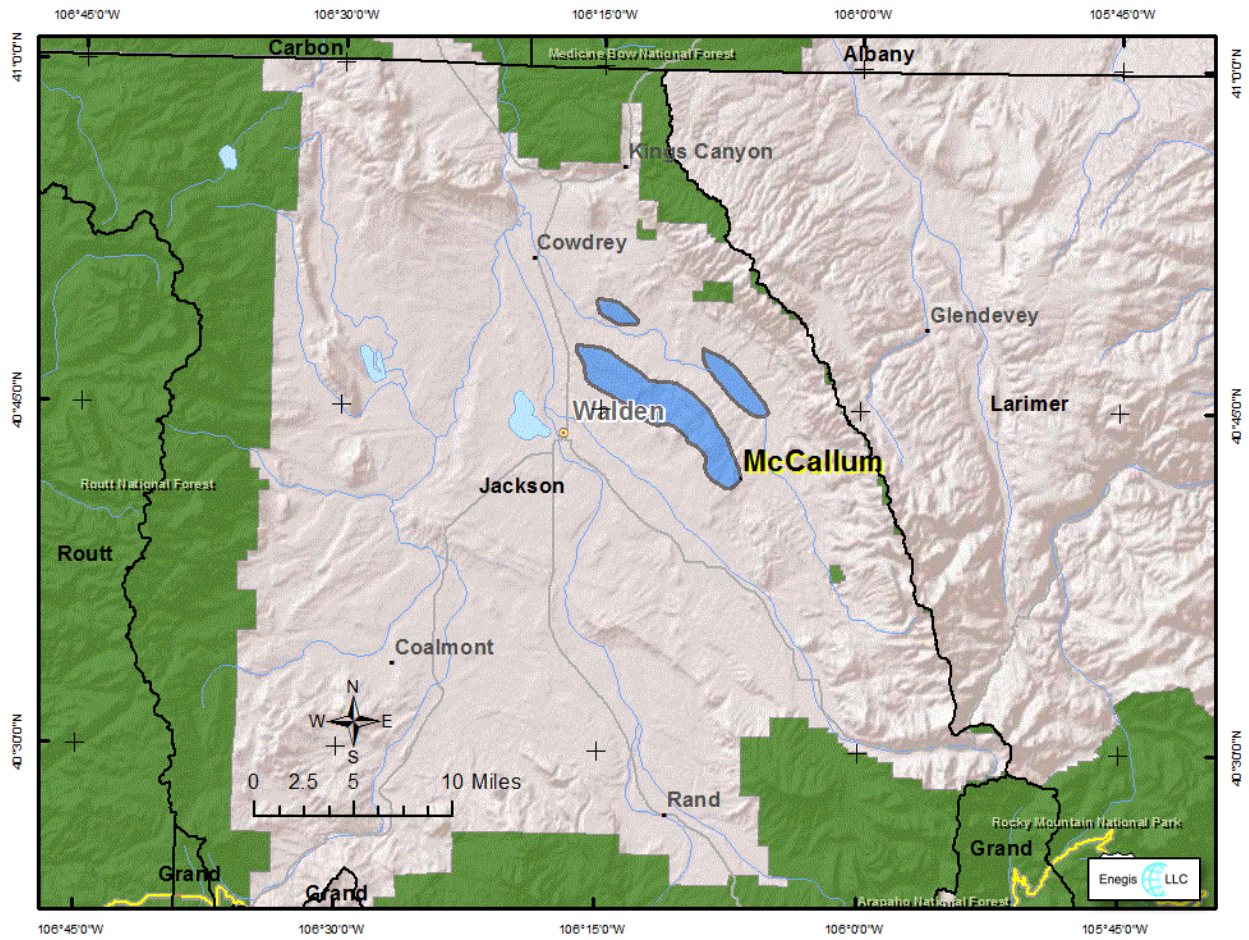 106°45'0"W
106°30'0"W
106°15'0"W
106°0'0"W
105°45'0"W
Carbon
Medicine Bow National Forest
Albany
41°0'0"N
41°0'0"N
Kings Canyon
Cowdrey
Glendevey
40°45'0"N
Walden
Larimer
40°45'0"N
McCallum
Routt National Forest
Jackson
Routt
Coalmont
N
W E
S
40°30'0"N
40°30'0"N
0 2.5 5 10 Miles
Rand
Rocky Mountain National Park
Grand
Grand
Grand
Enegis LLC
Arapaho National Forest
106°45'0"W
106°30'0"W
106°15'0"W
106°0'0"W
105°45'0"W